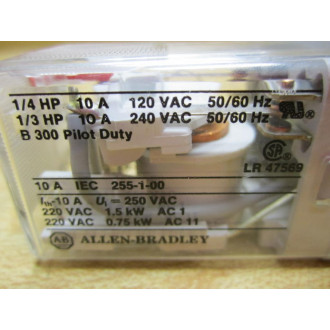 1/4 HP 10 A 120 VAC 50/60 Hz
1/3 HP 10 A 240 VAC 50/60 Hz
B 300 Pilot Duty
LR 47569
10 A IEC 255-1-00
Ith-10 A Ui = 250 VAC
220 VAC 1.5 kW AC 1
220 VAC 0.75 kW AC 11
AB ALLEN-BRADLEY